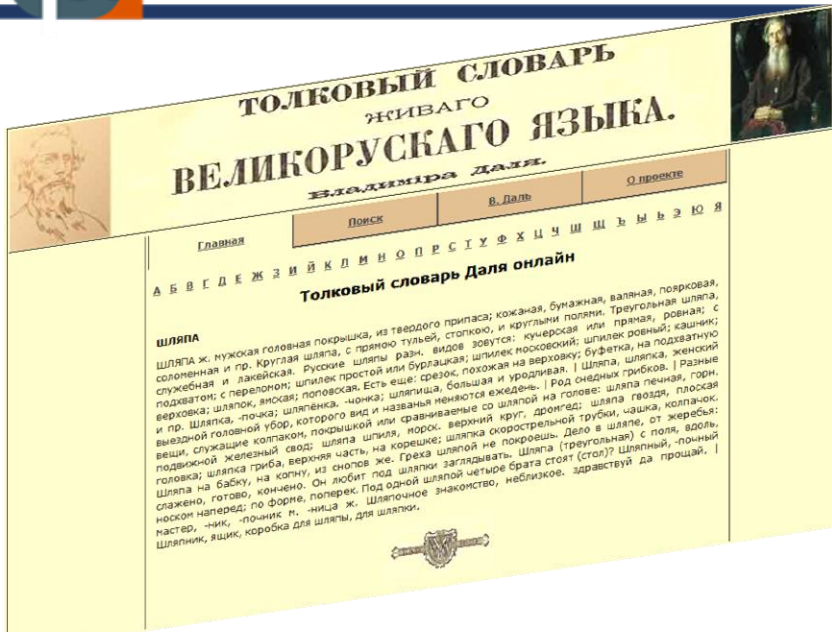 ТОЛКОВЫЙ СЛОВАРЬ
ЖИВАГО
ВЕЛИКОРУСКАГО ЯЗЫКА.
Владиміра Даля.
Главная Поиск В. Даль О проекте
А Б В Г Д Е Ж З И Й К Л М Н О П Р С Т У Ф Х Ц Ч Ш Щ Ъ Ы Ь Э Ю Я
Толковый словарь Даля онлайн
ШЛЯПА
ШЛЯПА ж. мужская головная покрышка, из твердого припаса; кожаная, бумажная, валяная, поярковая,
соломенная и пр. Круглая шляпа, с прямою тульей, стопкою, и круглыми полями. Треугольная шляпа,
служебная и лакейская. Русские шляпы разн. видов зовутся: кучерская или прямая, ровная; с
подхватом; с переломом; шпилек простой или бурлацкая; шпилек московский; шпилек ровный; кашник;
верховка; шляпок, ямская; поповская. Есть еще: срезок, похожая на верховку; буфетка, на подхватную
и пр. Шляпка, -почка; шляпёнка, -чонка; шляпища, большая и уродливая. | Шляпа, шляпка, женский
выездной головной убор, которого вид и названья меняются ежедень. | Род снедных грибков. | Разные
вещи, служащие колпаком, покрышкой или сравниваемые со шляпой на голове: шляпа печная, горн.
подвижной железный свод; шляпа шпиля, морск. верхний круг, дромгед; шляпа гвоздя, плоская
головка; шляпка гриба, верхняя часть, на корешке; шляпка скорострельной трубки, чашка, колпачок.
Шляпа на бабку, на копну, из снопов же. Греха шляпой не покроешь. Дело в шляпе, от жеребья:
слажено, готово, кончено. Он любит под шляпки заглядывать. Шляпа (треугольная) с поля, вдоль,
носком наперед; по форме, поперек. Под одной шляпой четыре брата стоят (стол)? Шляпный, -почный
мастер, -ник, -почник м. -ница ж. Шляпочное знакомство, неблизкое. здравствуй да прощай. |
Шляпник, ящик, коробка для шляпы, для шляпки.